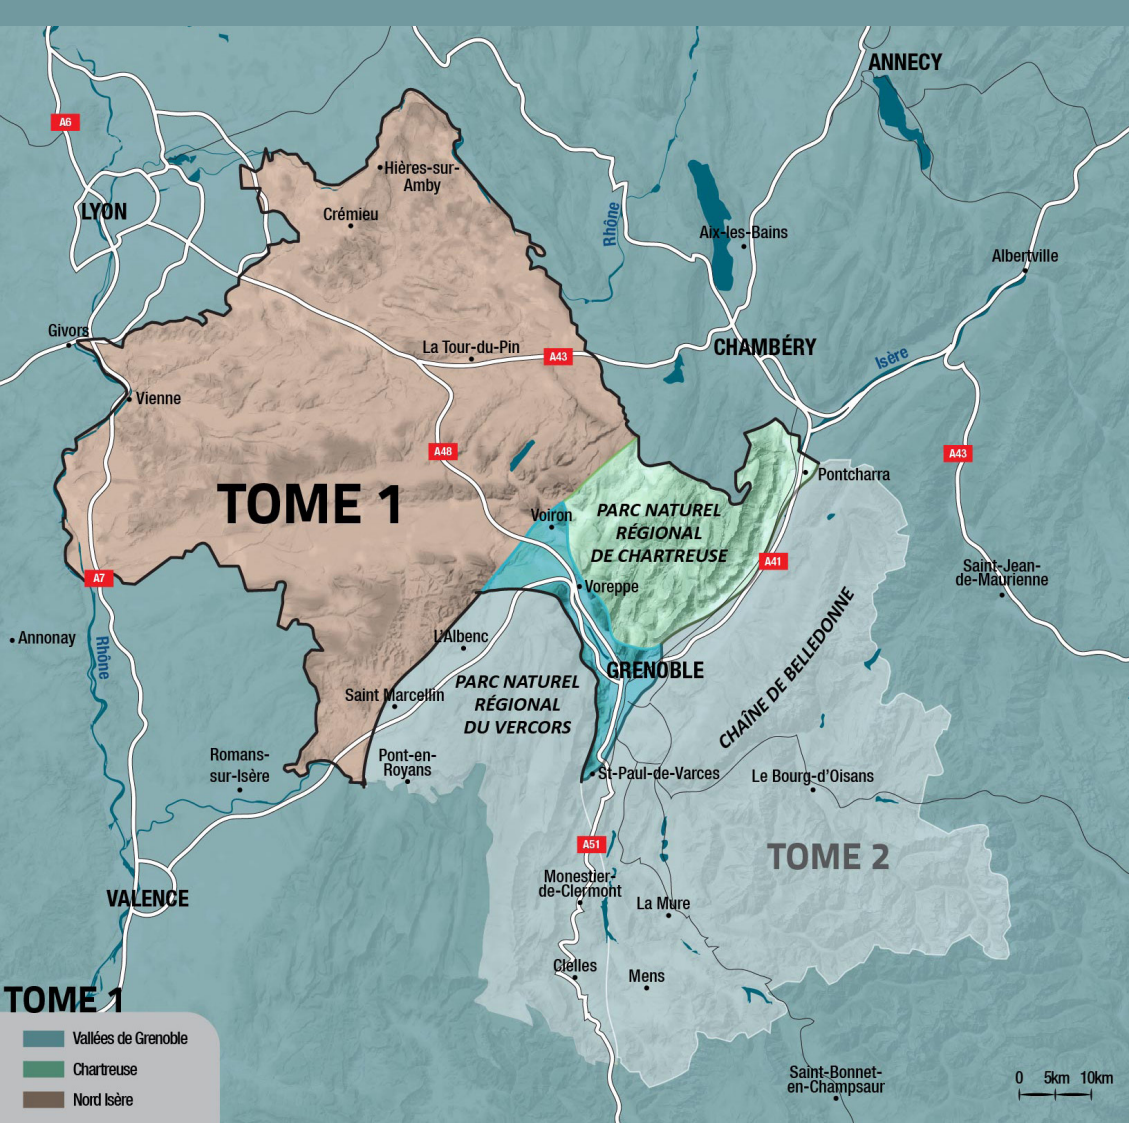 ANNECY
A6
Hières-sur-
Amby
LYON
Crémieu
Rhône
Aix-les-Bains
Albertville
Givors
La Tour-du-Pin
A43
CHAMBÉRY
Isère
Vienne
A48
A43
Pontcharra
TOME 1
Voiron
PARC NATUREL
RÉGIONAL
DE CHARTREUSE
A41
A7
Voreppe
Saint-Jean-
de-Maurienne
Annonay
Rhône
L'Albenc
GRENOBLE
CHAÎNE DE BELLEDONNE
Saint Marcellin
PARC NATUREL
RÉGIONAL
DU VERCORS
Romans-
sur-Isère
Pont-en-
Royans
St-Paul-de-Varces
Le Bourg-d'Oisans
A51
TOME 2
Monestier-
de-Clermont
VALENCE
La Mure
Clelles
Mens
TOME 1
Vallées de Grenoble
Chartreuse
Nord Isère
Saint-Bonnet-
en-Champsaur
0 5km 10km